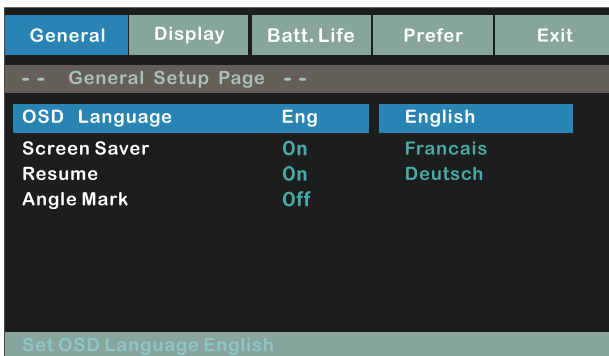 General Display Batt. Life Prefer Exit
-- General Setup Page --
OSD Language Eng English
Screen Saver On Francais
Resume On Deutsch
Angle Mark Off
Set OSD Language English